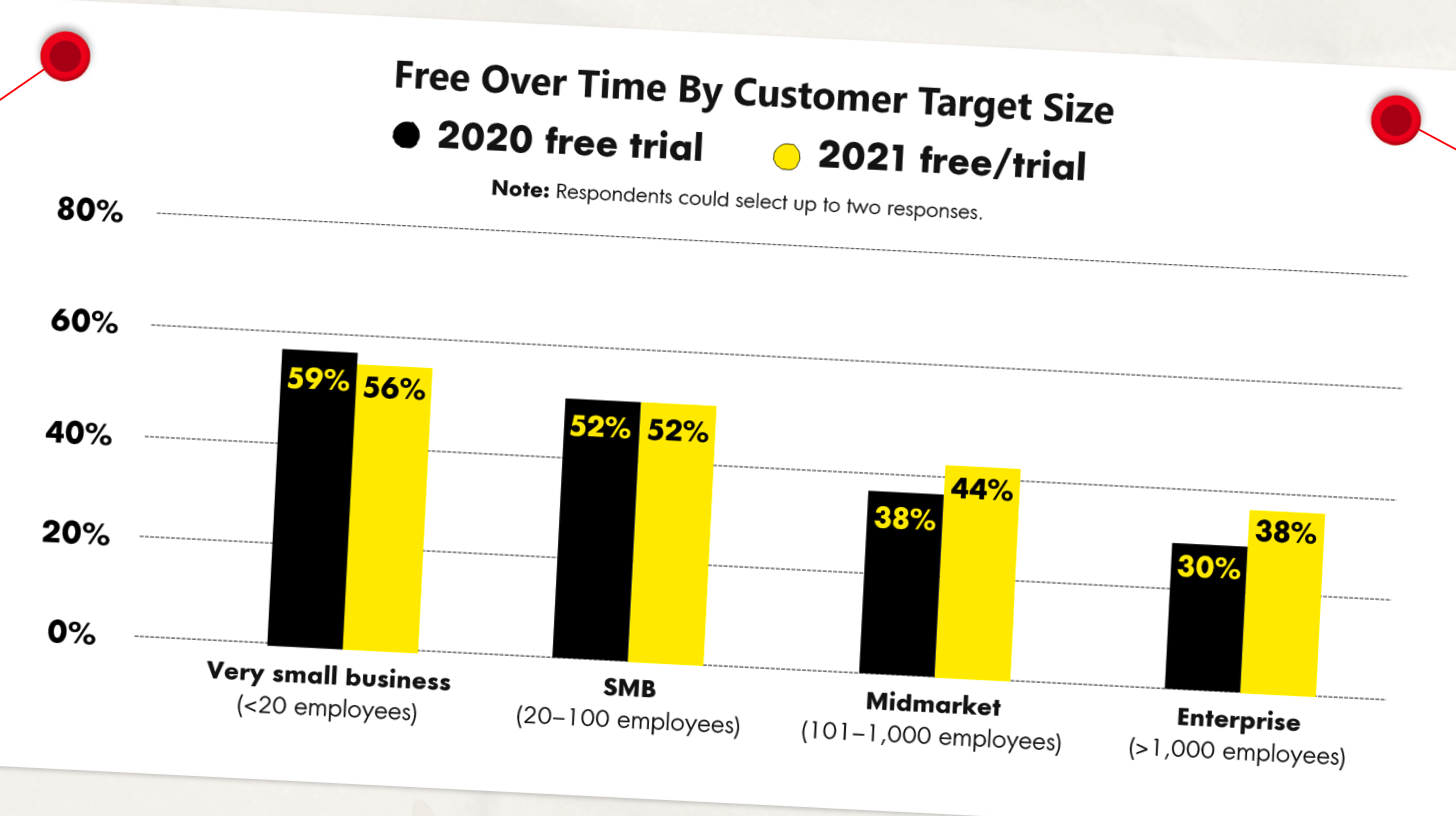 Free Over Time By Customer Target Size
2020 free trial 2021 free/trial
Note: Respondents could select up to two responses.
80%
60%
40%
20%
0%
59% 56%
52% 52%
38% 44%
30% 38%
Very small business
(<20 employees)
SMB
(20–100 employees)
Midmarket
(101–1,000 employees)
Enterprise
(>1,000 employees)